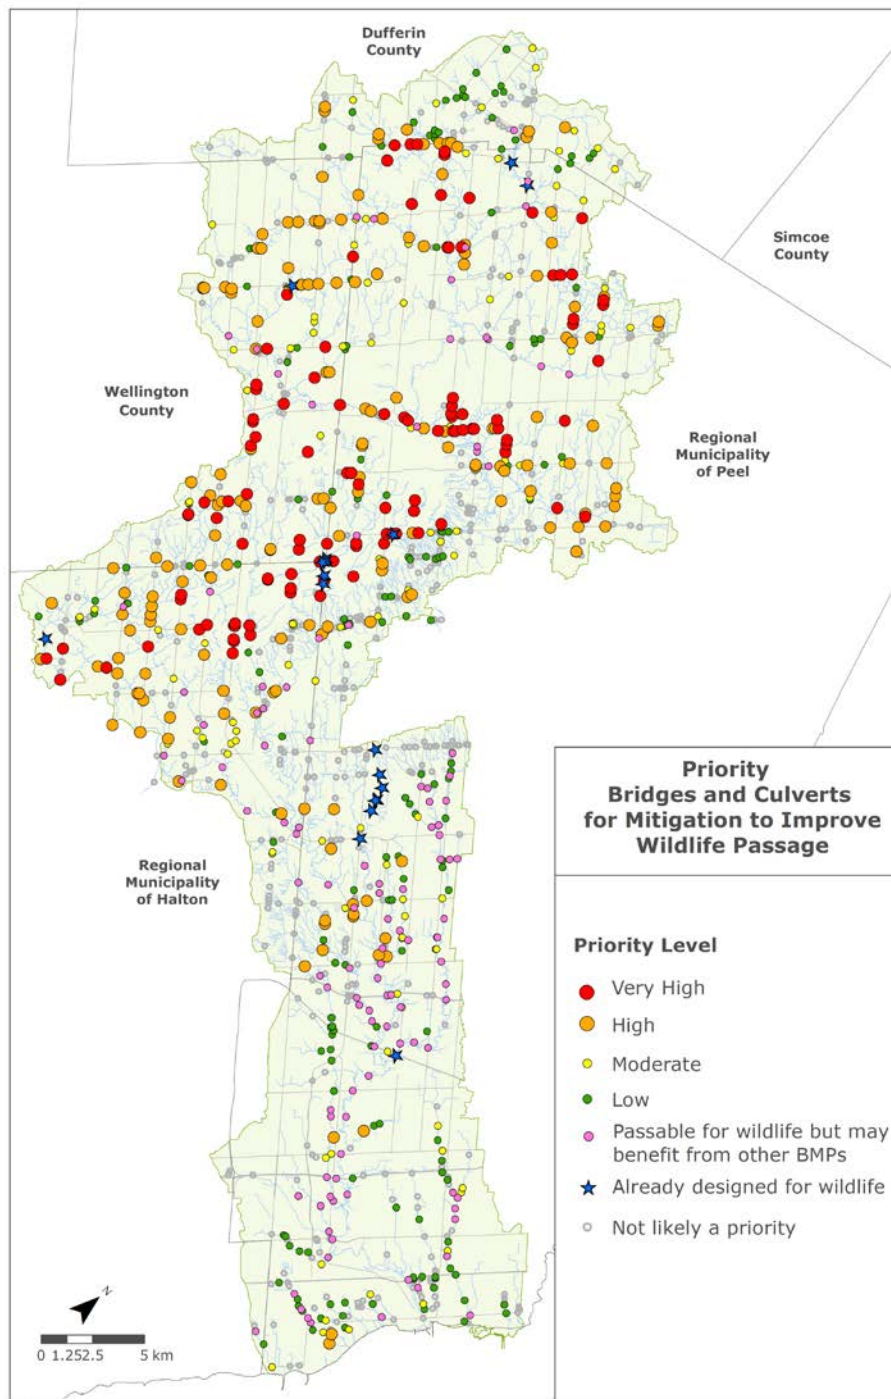 Dufferin
County
Simcoe
County
Wellington
County
Regional
Municipality
of Peel
Regional
Municipality
of Halton
Priority
Bridges and Culverts
for Mitigation to Improve
Wildlife Passage
Priority Level
Very High
High
Moderate
Low
Passable for wildlife but may
benefit from other BMPs
Already designed for wildlife
Not likely a priority
N
0 1.252.5 5 km